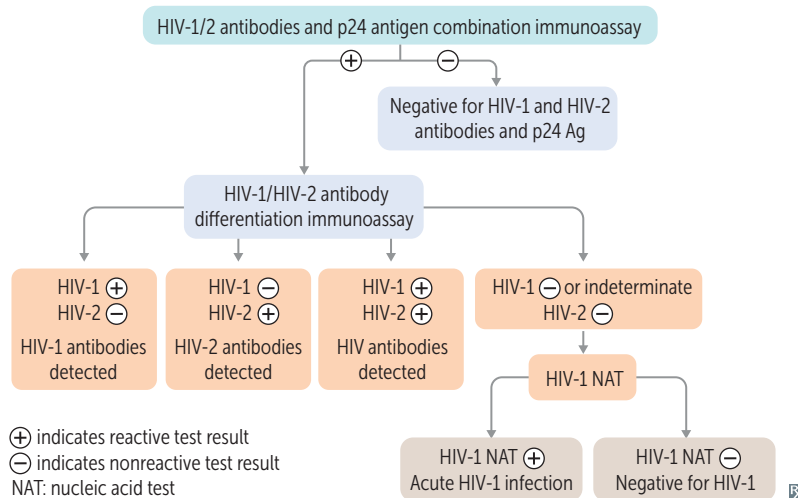 HIV-1/2 antibodies and p24 antigen combination immunoassay
+
−
Negative for HIV-1 and HIV-2
antibodies and p24 Ag
HIV-1/HIV-2 antibody
differentiation immunoassay
HIV-1 +
HIV-2 −
HIV-1 antibodies
detected
HIV-1 −
HIV-2 +
HIV-2 antibodies
detected
HIV-1 +
HIV-2 +
HIV antibodies
detected
HIV-1 − or indeterminate
HIV-2 −
HIV-1 NAT
HIV-1 NAT +
Acute HIV-1 infection
HIV-1 NAT −
Negative for HIV-1
+ indicates reactive test result
− indicates nonreactive test result
NAT: nucleic acid test